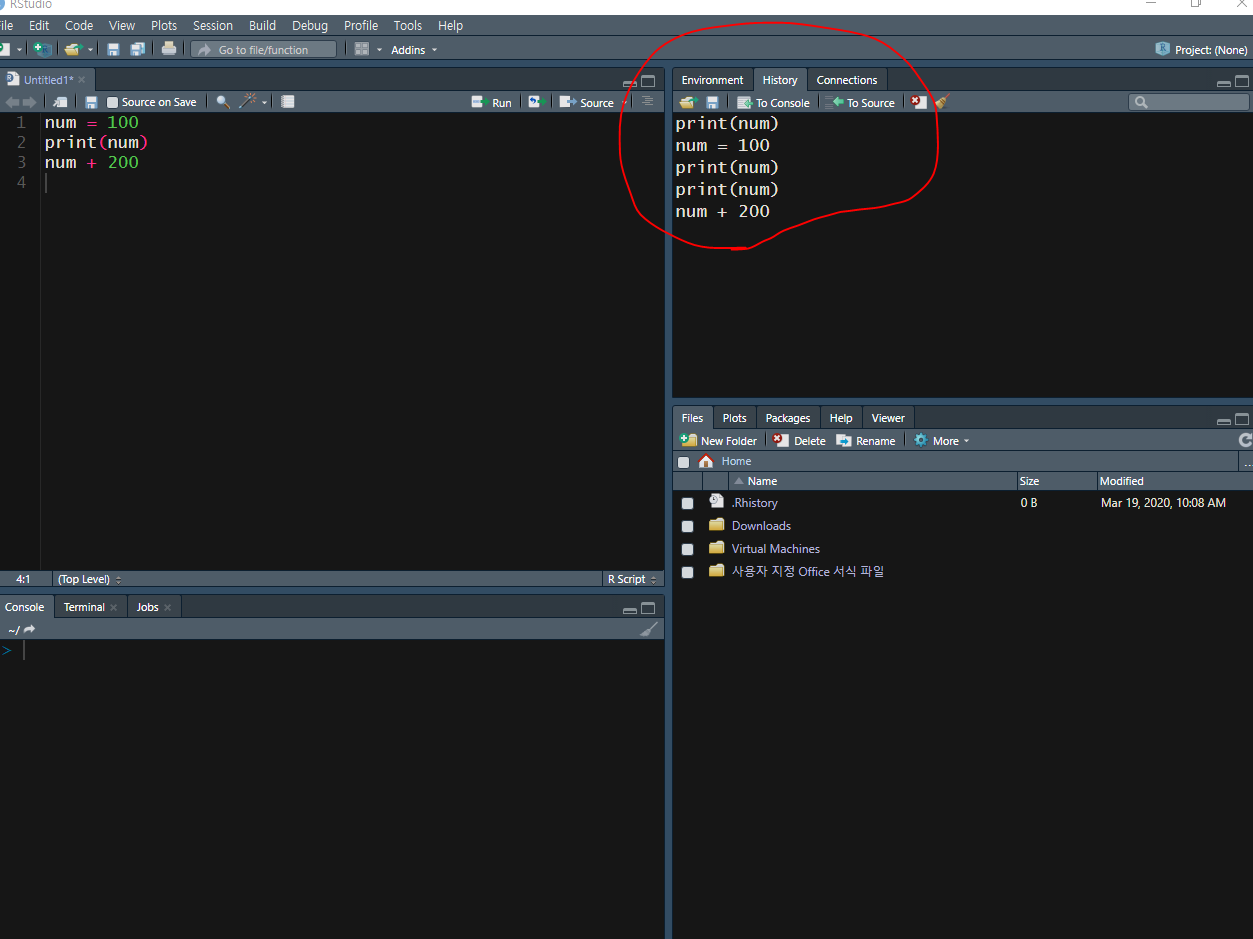 RStudio
ile Edit Code View Plots Session Build Debug Profile Tools Help
Go to file/function Addins Project: (None)
Untitled1*
Source on Save Run Source
1 num = 100
2 print(num)
3 num + 200
4
4:1 (Top Level) R Script
Console Terminal Jobs
~/
>
Environment History Connections
To Console To Source
print(num)
num = 100
print(num)
print(num)
num + 200
Files Plots Packages Help Viewer
New Folder Delete Rename More
Home ...
Name Size Modified
.Rhistory 0 B Mar 19, 2020, 10:08 AM
Downloads
Virtual Machines
사용자 지정 Office 서식 파일